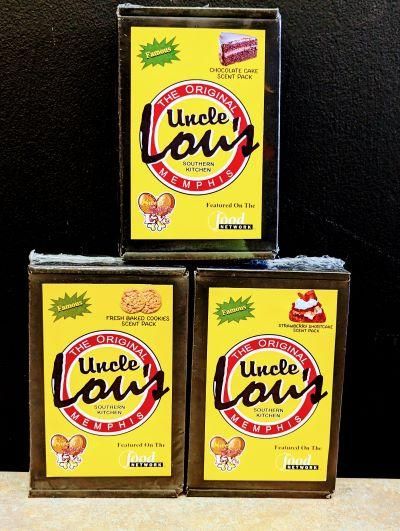 Famous
CHOCOLATE CAKE
SCENT PACK
THE ORIGINAL
Uncle
Lou's
SOUTHERN
KITCHEN
MEMPHIS
Featured On The
food
NETWORK
Famous
FRESH BAKED COOKIES
SCENT PACK
THE ORIGINAL
Uncle
Lou's
SOUTHERN
KITCHEN
MEMPHIS
Featured On The
food
NETWORK
Famous
STRAWBERRY SHORTCAKE
SCENT PACK
THE ORIGINAL
Uncle
Lou's
SOUTHERN
KITCHEN
MEMPHIS
Featured On The
food
NETWORK